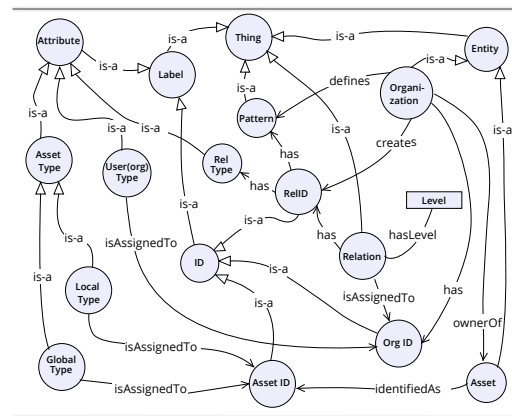 Attribute
is-a
Thing
is-a
Entity
is-a
Label
is-a
is-a
Organi-
zation
defines
is-a
Pattern
is-a
is-a
is-a
is-a
creates
Asset
Type
User(org)
Type
Rel
Type
has
has
RelID
Level
is-a
is-a
has
hasLevel
is-a
isAssignedTo
ID
Relation
is-a
is-a
Local
Type
is-a
isAssignedTo
has
is-a
ownerOf
isAssignedTo
Org ID
Global
Type
isAssignedTo
Asset ID
identifiedAs
Asset